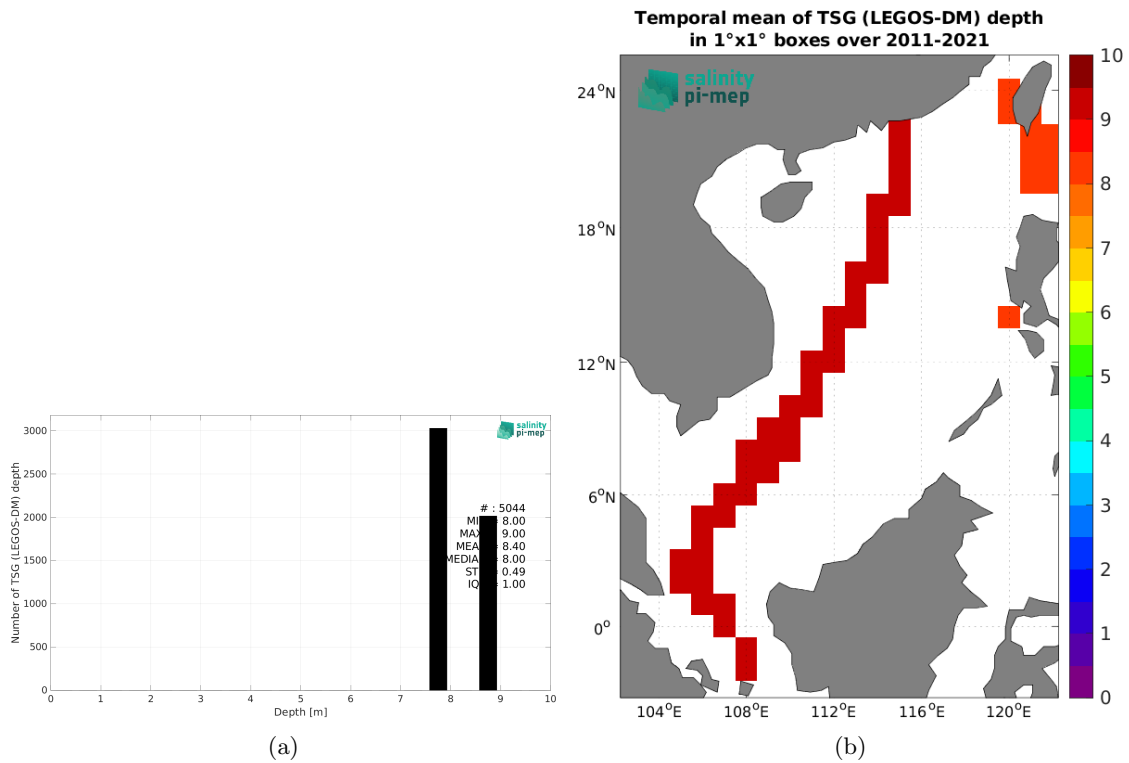 Temporal mean of TSG (LEGOS-DM) depth
in 1°x1° boxes over 2011-2021
salinity
pi-mep
24°N
18°N
12°N
6°N
0°
104°E
108°E
112°E
116°E
120°E
10
9
8
7
6
5
4
3
2
1
0
salinity
pi-mep
Number of TSG (LEGOS-DM) depth
3000
2500
2000
1500
1000
500
0
# : 5044
8.00
9.00
8.40
8.00
0.49
1.00
0 1 2 3 4 5 6 7 8 9 10
Depth [m]
(a)
(b)